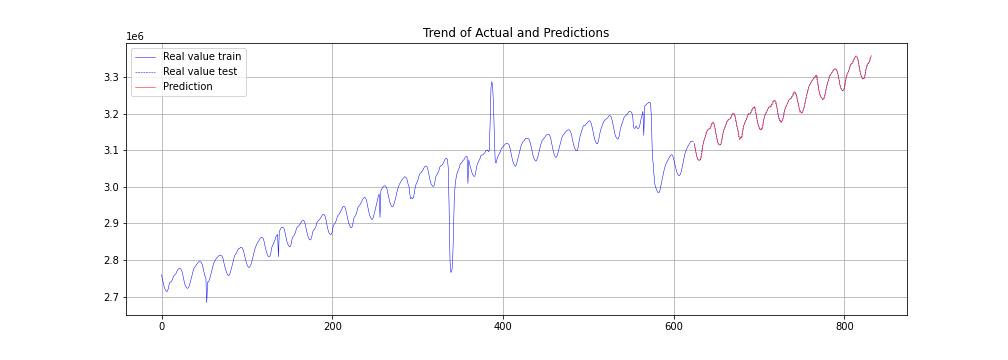 Trend of Actual and Predictions
1e6
Real value train
Real value test
Prediction
3.3
3.2
3.1
3.0
2.9
2.8
2.7
0 200 400 600 800